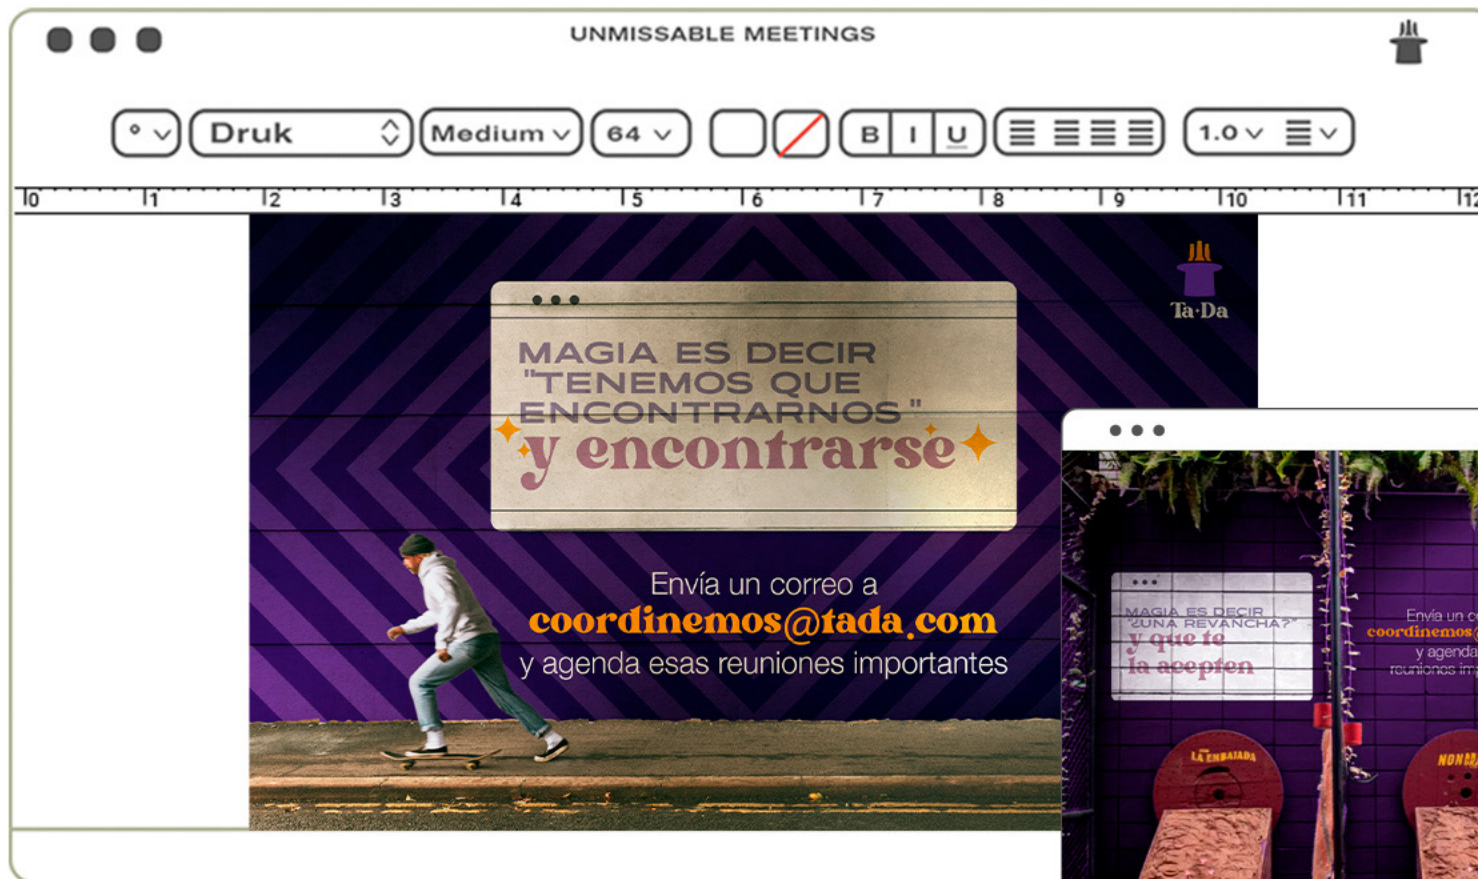 UNMISSABLE MEETINGS
Druk
Medium
64
B I U
1.0
0 1 2 3 4 5 6 7 8 9 10 11 12
Ta·Da
MAGIA ES DECIR
"TENEMOS QUE
ENCONTRARNOS"
y encontrarse
Envía un correo a
coordinemos@tada.com
y agenda esas reuniones importantes
MAGIA ES DECIR
"¿UNA REVANCHA?"
y que te
la acepten
Envía un
coordinemos@
y agenda
reuniones
LA EMBAJADA